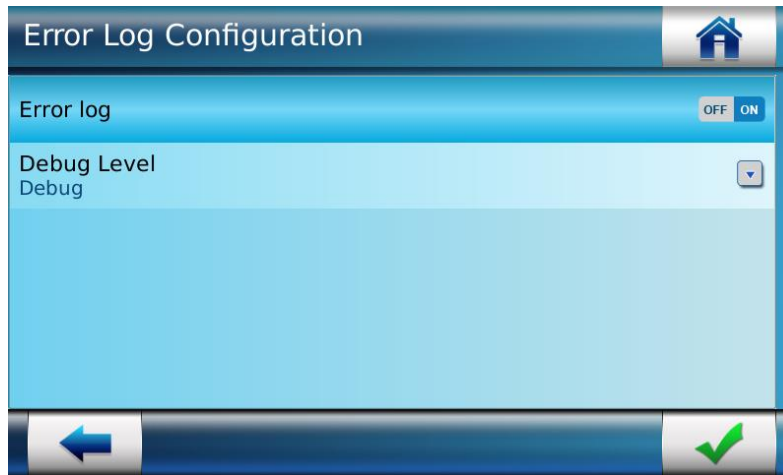 Error Log Configuration
Error log
OFF ON
Debug Level
Debug